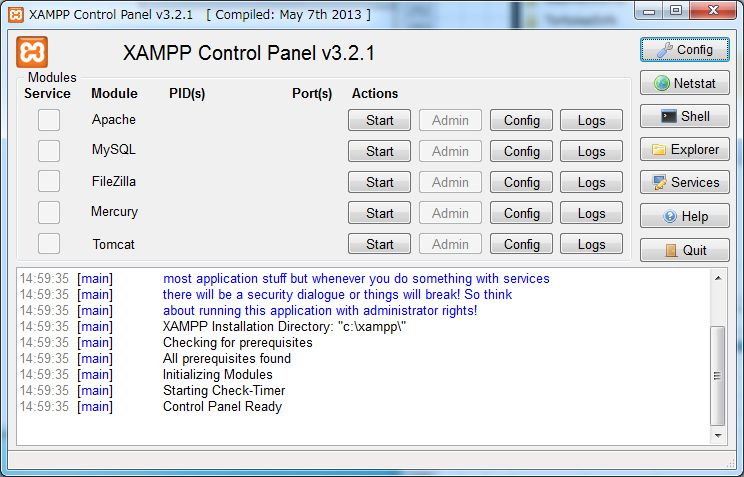 XAMPP Control Panel v3.2.1 [ Compiled: May 7th 2013 ]
XAMPP Control Panel v3.2.1
Config
Modules
Service Module PID(s) Port(s) Actions
Netstat
Apache Start Admin Config Logs
Shell
MySQL Start Admin Config Logs
Explorer
FileZilla Start Admin Config Logs
Services
Mercury Start Admin Config Logs
Help
Tomcat Start Admin Config Logs
Quit
14:59:35 [main] most application stuff but whenever you do something with services
14:59:35 [main] there will be a security dialogue or things will break! So think
14:59:35 [main] about running this application with administrator rights!
14:59:35 [main] XAMPP Installation Directory: "c:\xampp\"
14:59:35 [main] Checking for prerequisites
14:59:35 [main] All prerequisites found
14:59:35 [main] Initializing Modules
14:59:35 [main] Starting Check-Timer
14:59:35 [main] Control Panel Ready